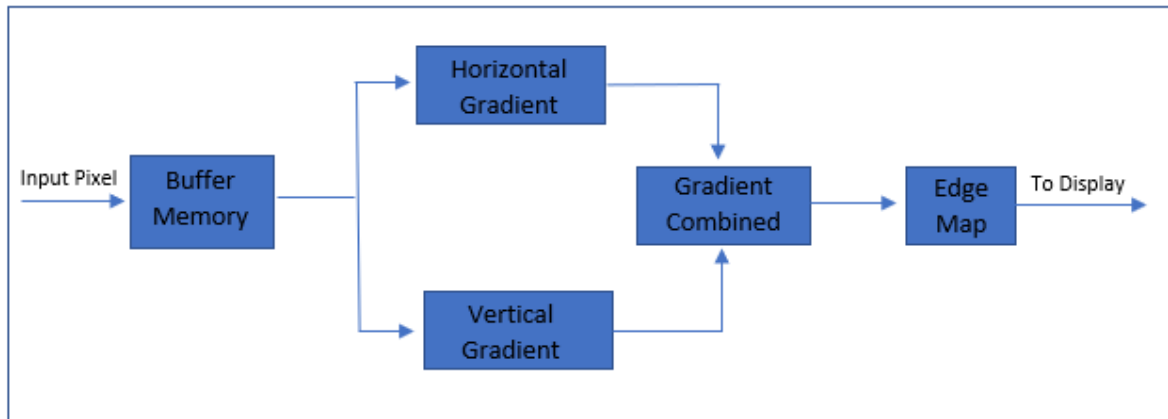 Input Pixel
Buffer
Memory
Horizontal
Gradient
Vertical
Gradient
Gradient
Combined
Edge
Map
To Display